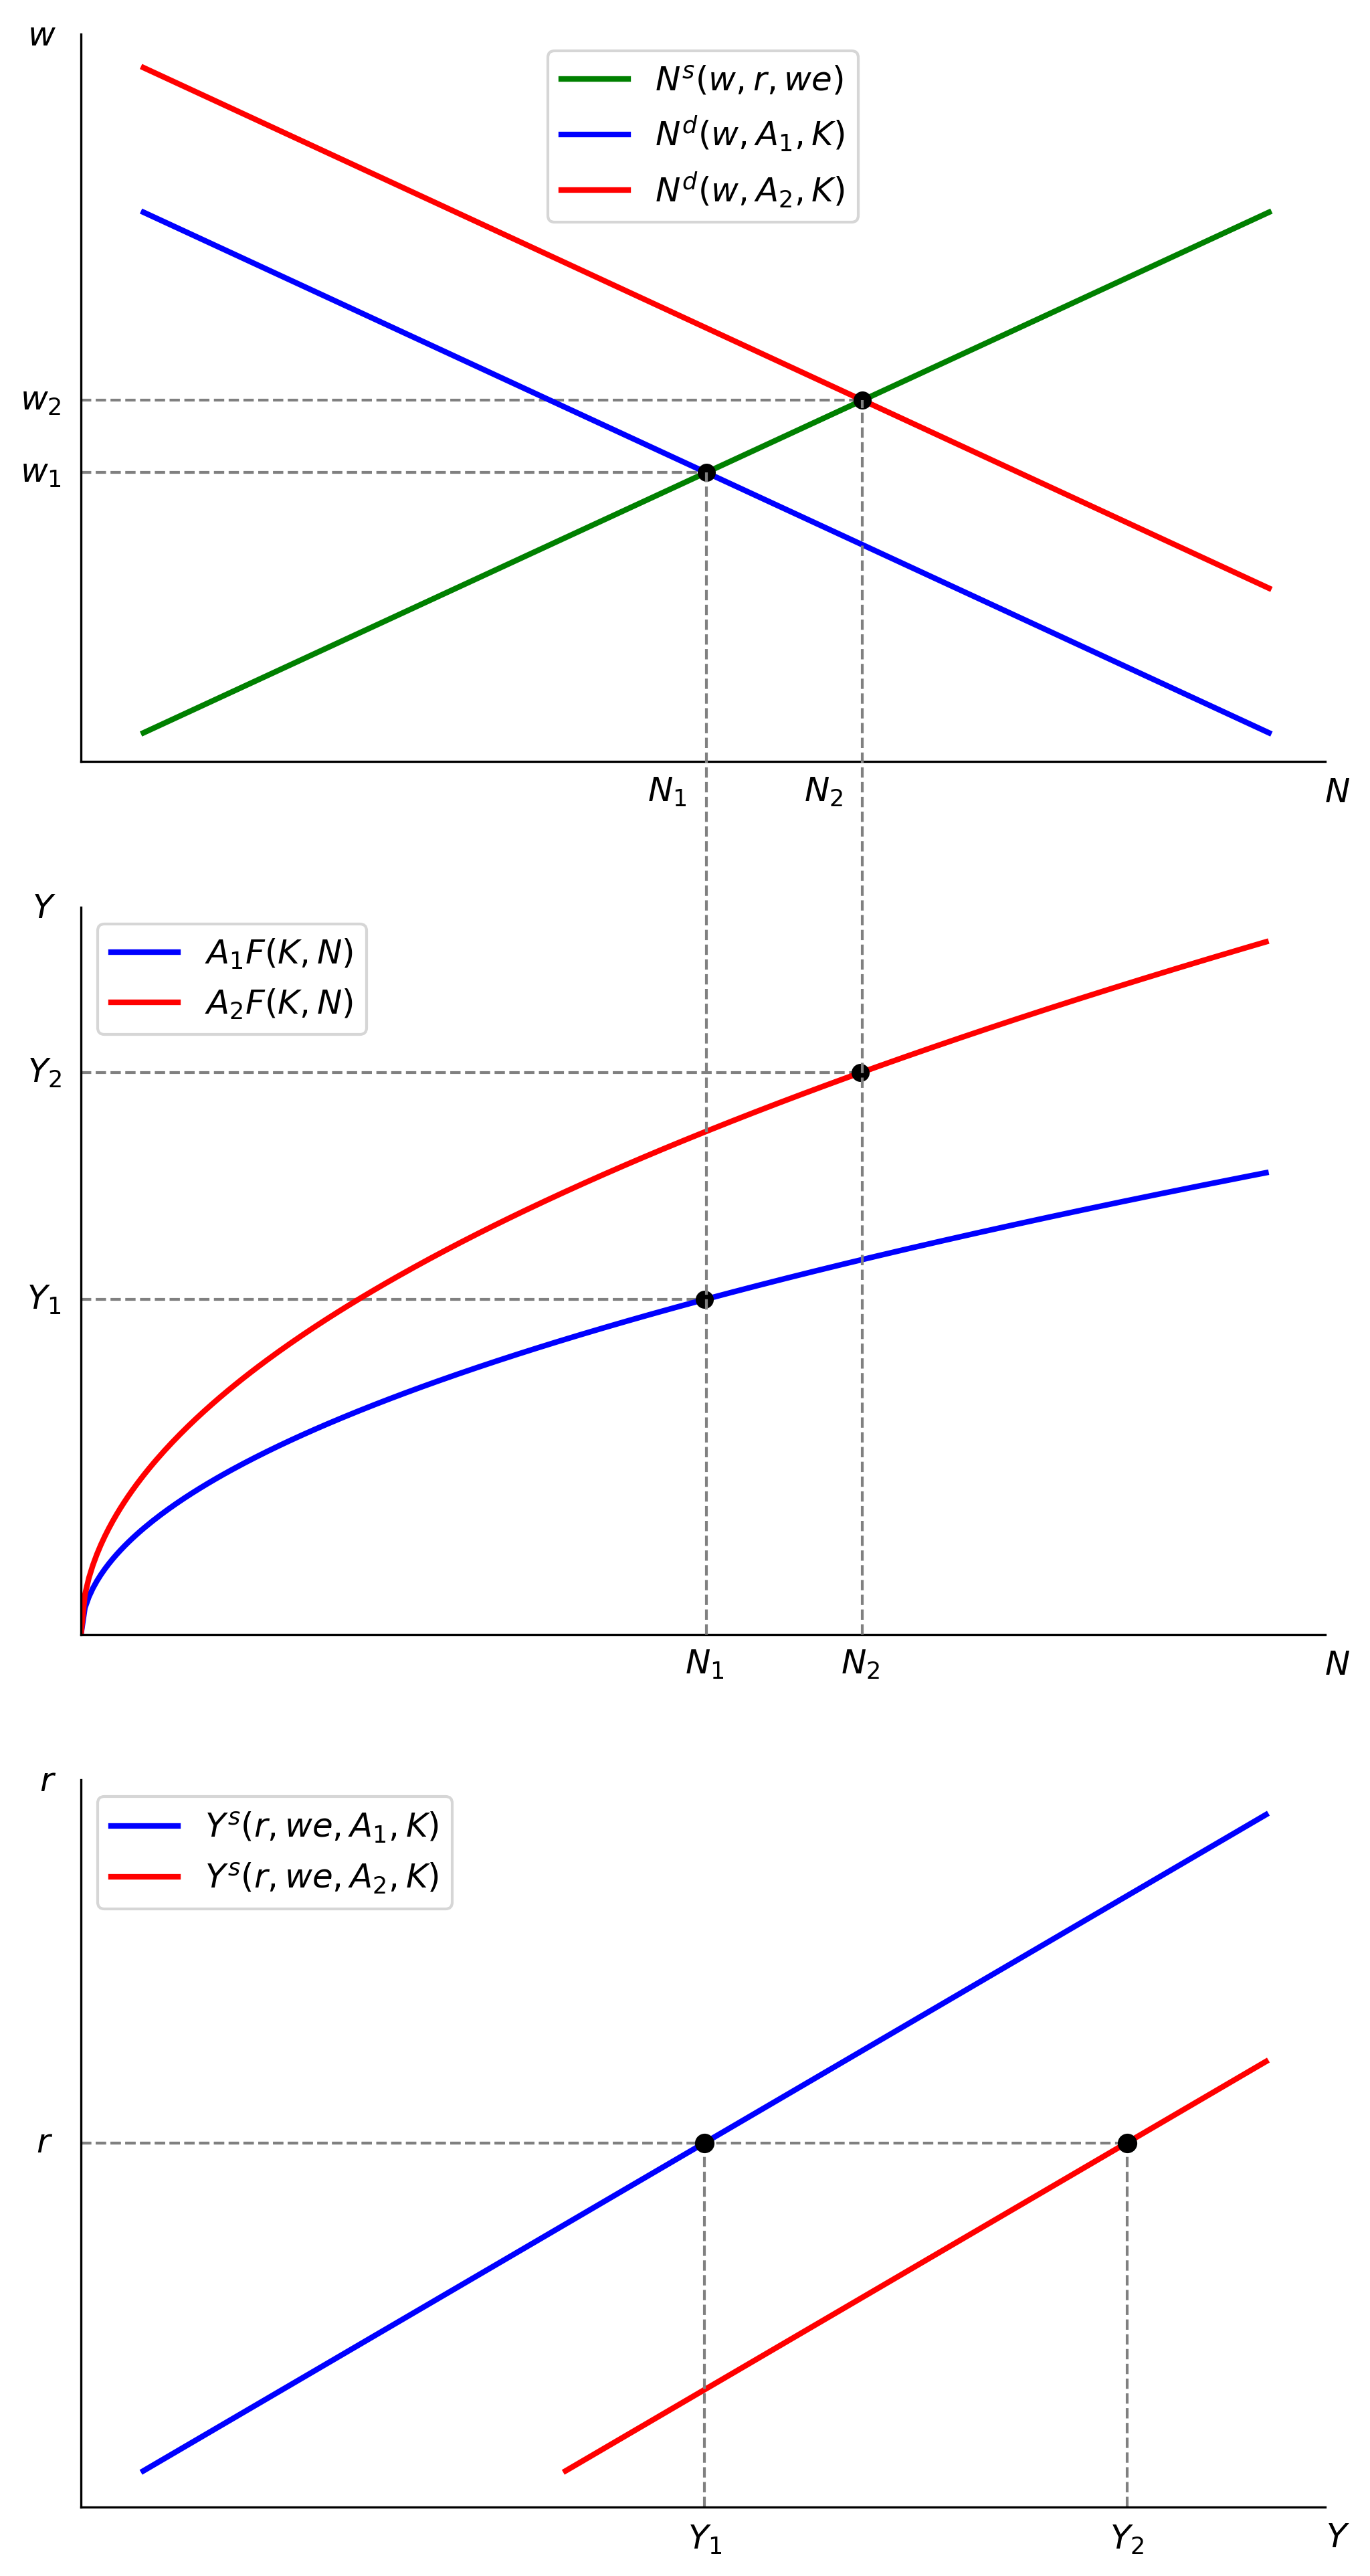 w
N^s(w, r, we)
N^d(w, A_1, K)
N^d(w, A_2, K)
w_2
w_1
N_1 N_2 N
Y
A_1F(K, N)
A_2F(K, N)
Y_2
Y_1
N_1 N_2 N
r
Y^s(r, we, A_1, K)
Y^s(r, we, A_2, K)
r
Y_1 Y_2 Y